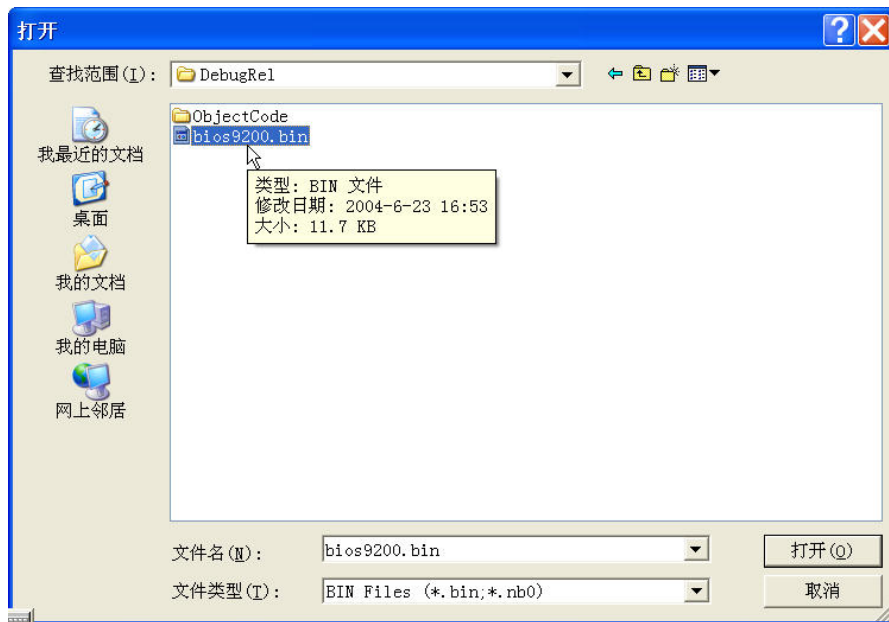 打开
查找范围(I): DebugRel
ObjectCode
bios9200.bin
类型: BIN 文件
修改日期: 2004-6-23 16:53
大小: 11.7 KB
我最近的文档
桌面
我的文档
我的电脑
网上邻居
文件名(N): bios9200.bin 打开(O)
文件类型(T): BIN Files (*.bin;*.nb0) 取消